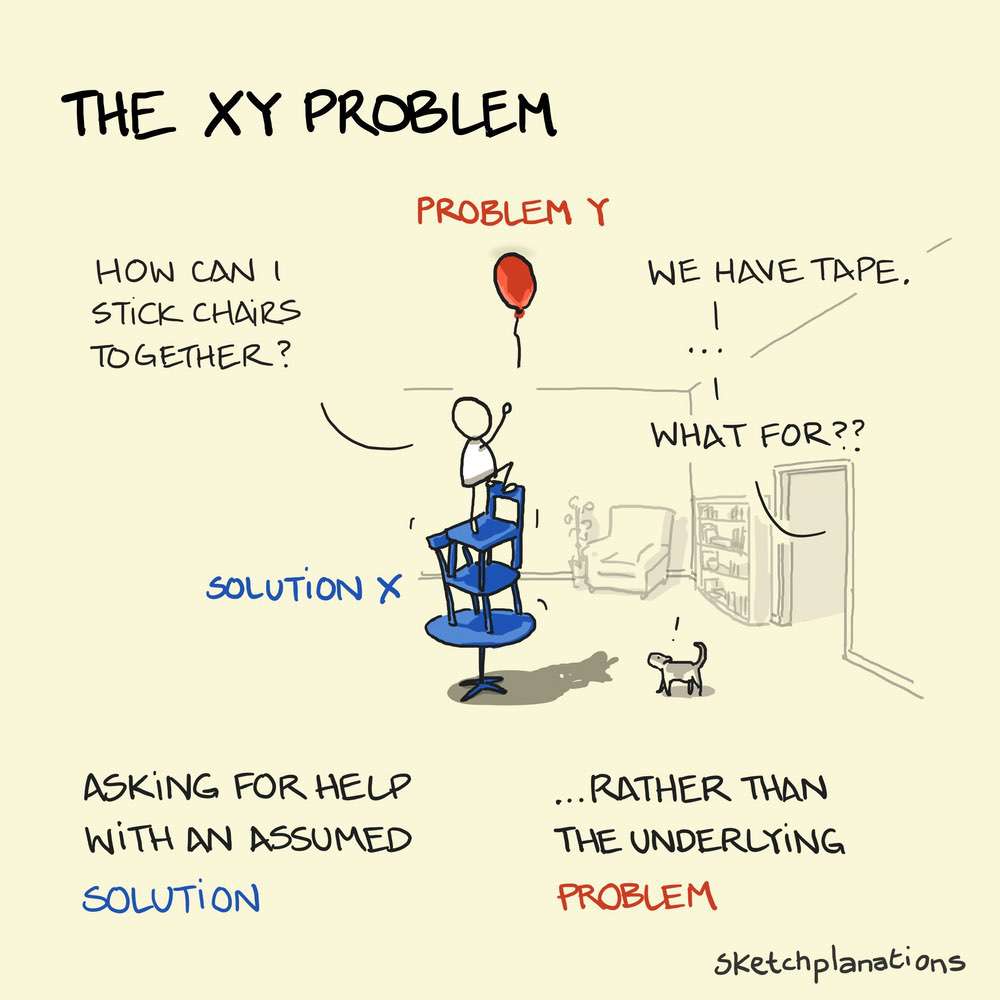 THE XY PROBLEM
PROBLEM Y
HOW CAN I
STICK CHAIRS
TOGETHER?
WE HAVE TAPE.
...
WHAT FOR??
SOLUTION X
!
ASKING FOR HELP
WITH AN ASSUMED
SOLUTION
...RATHER THAN
THE UNDERLYING
PROBLEM
sketchplanations